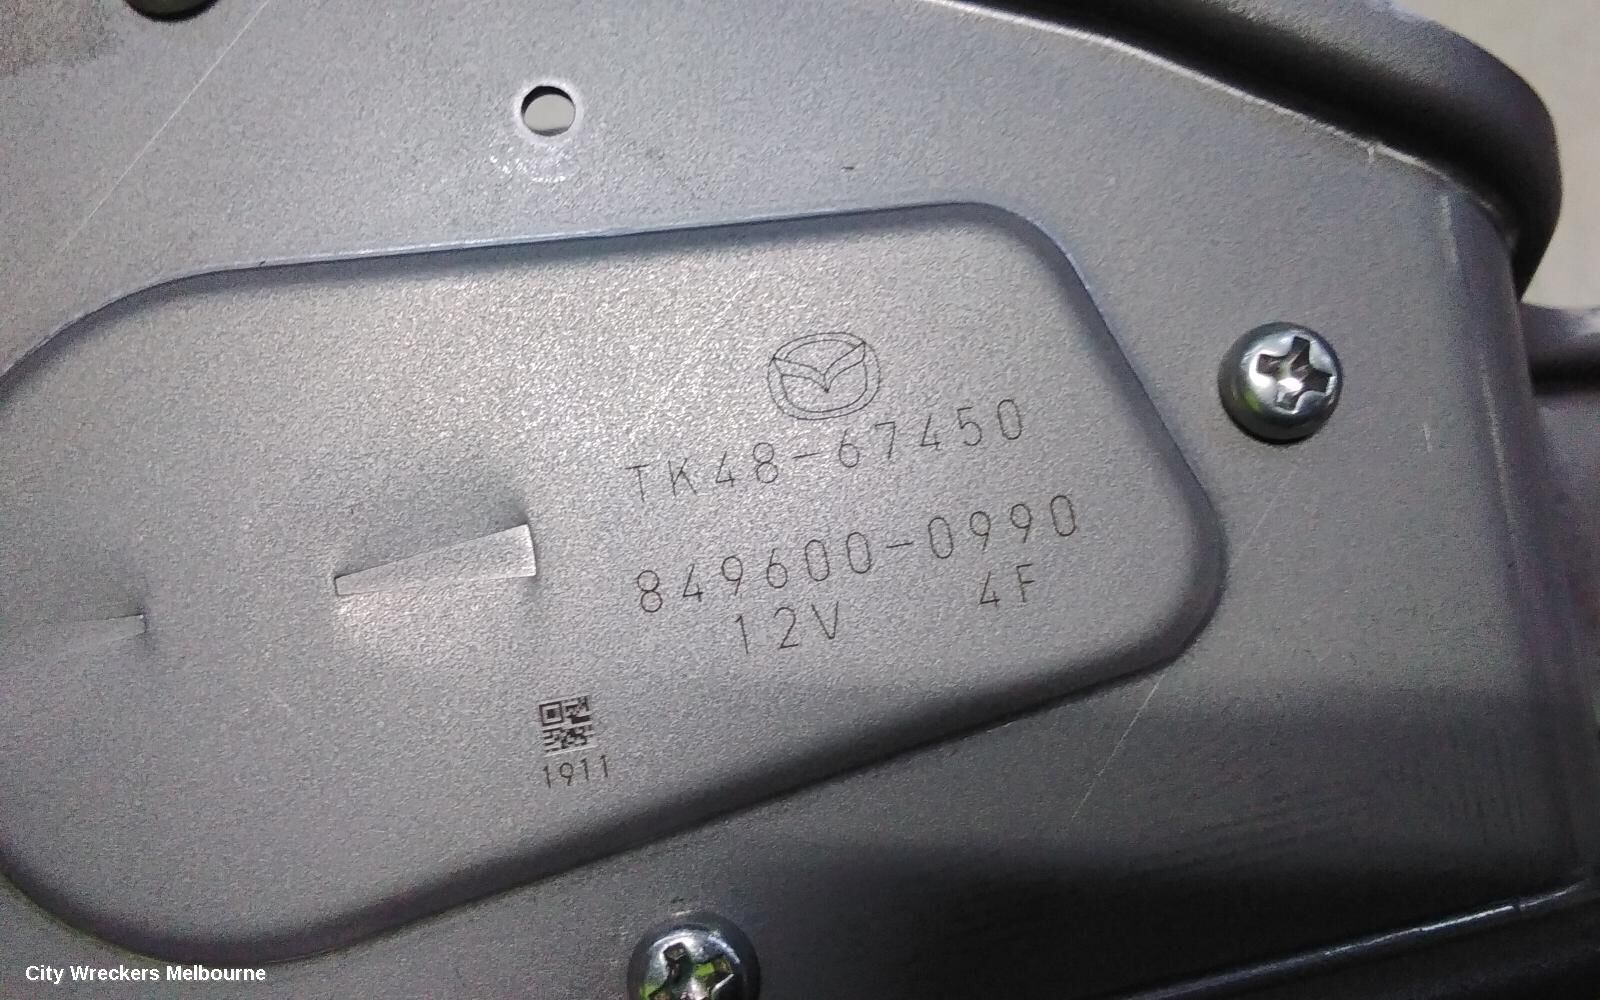 TK48-67450
849600-0990
12V 4F
1911
City Wreckers Melbourne